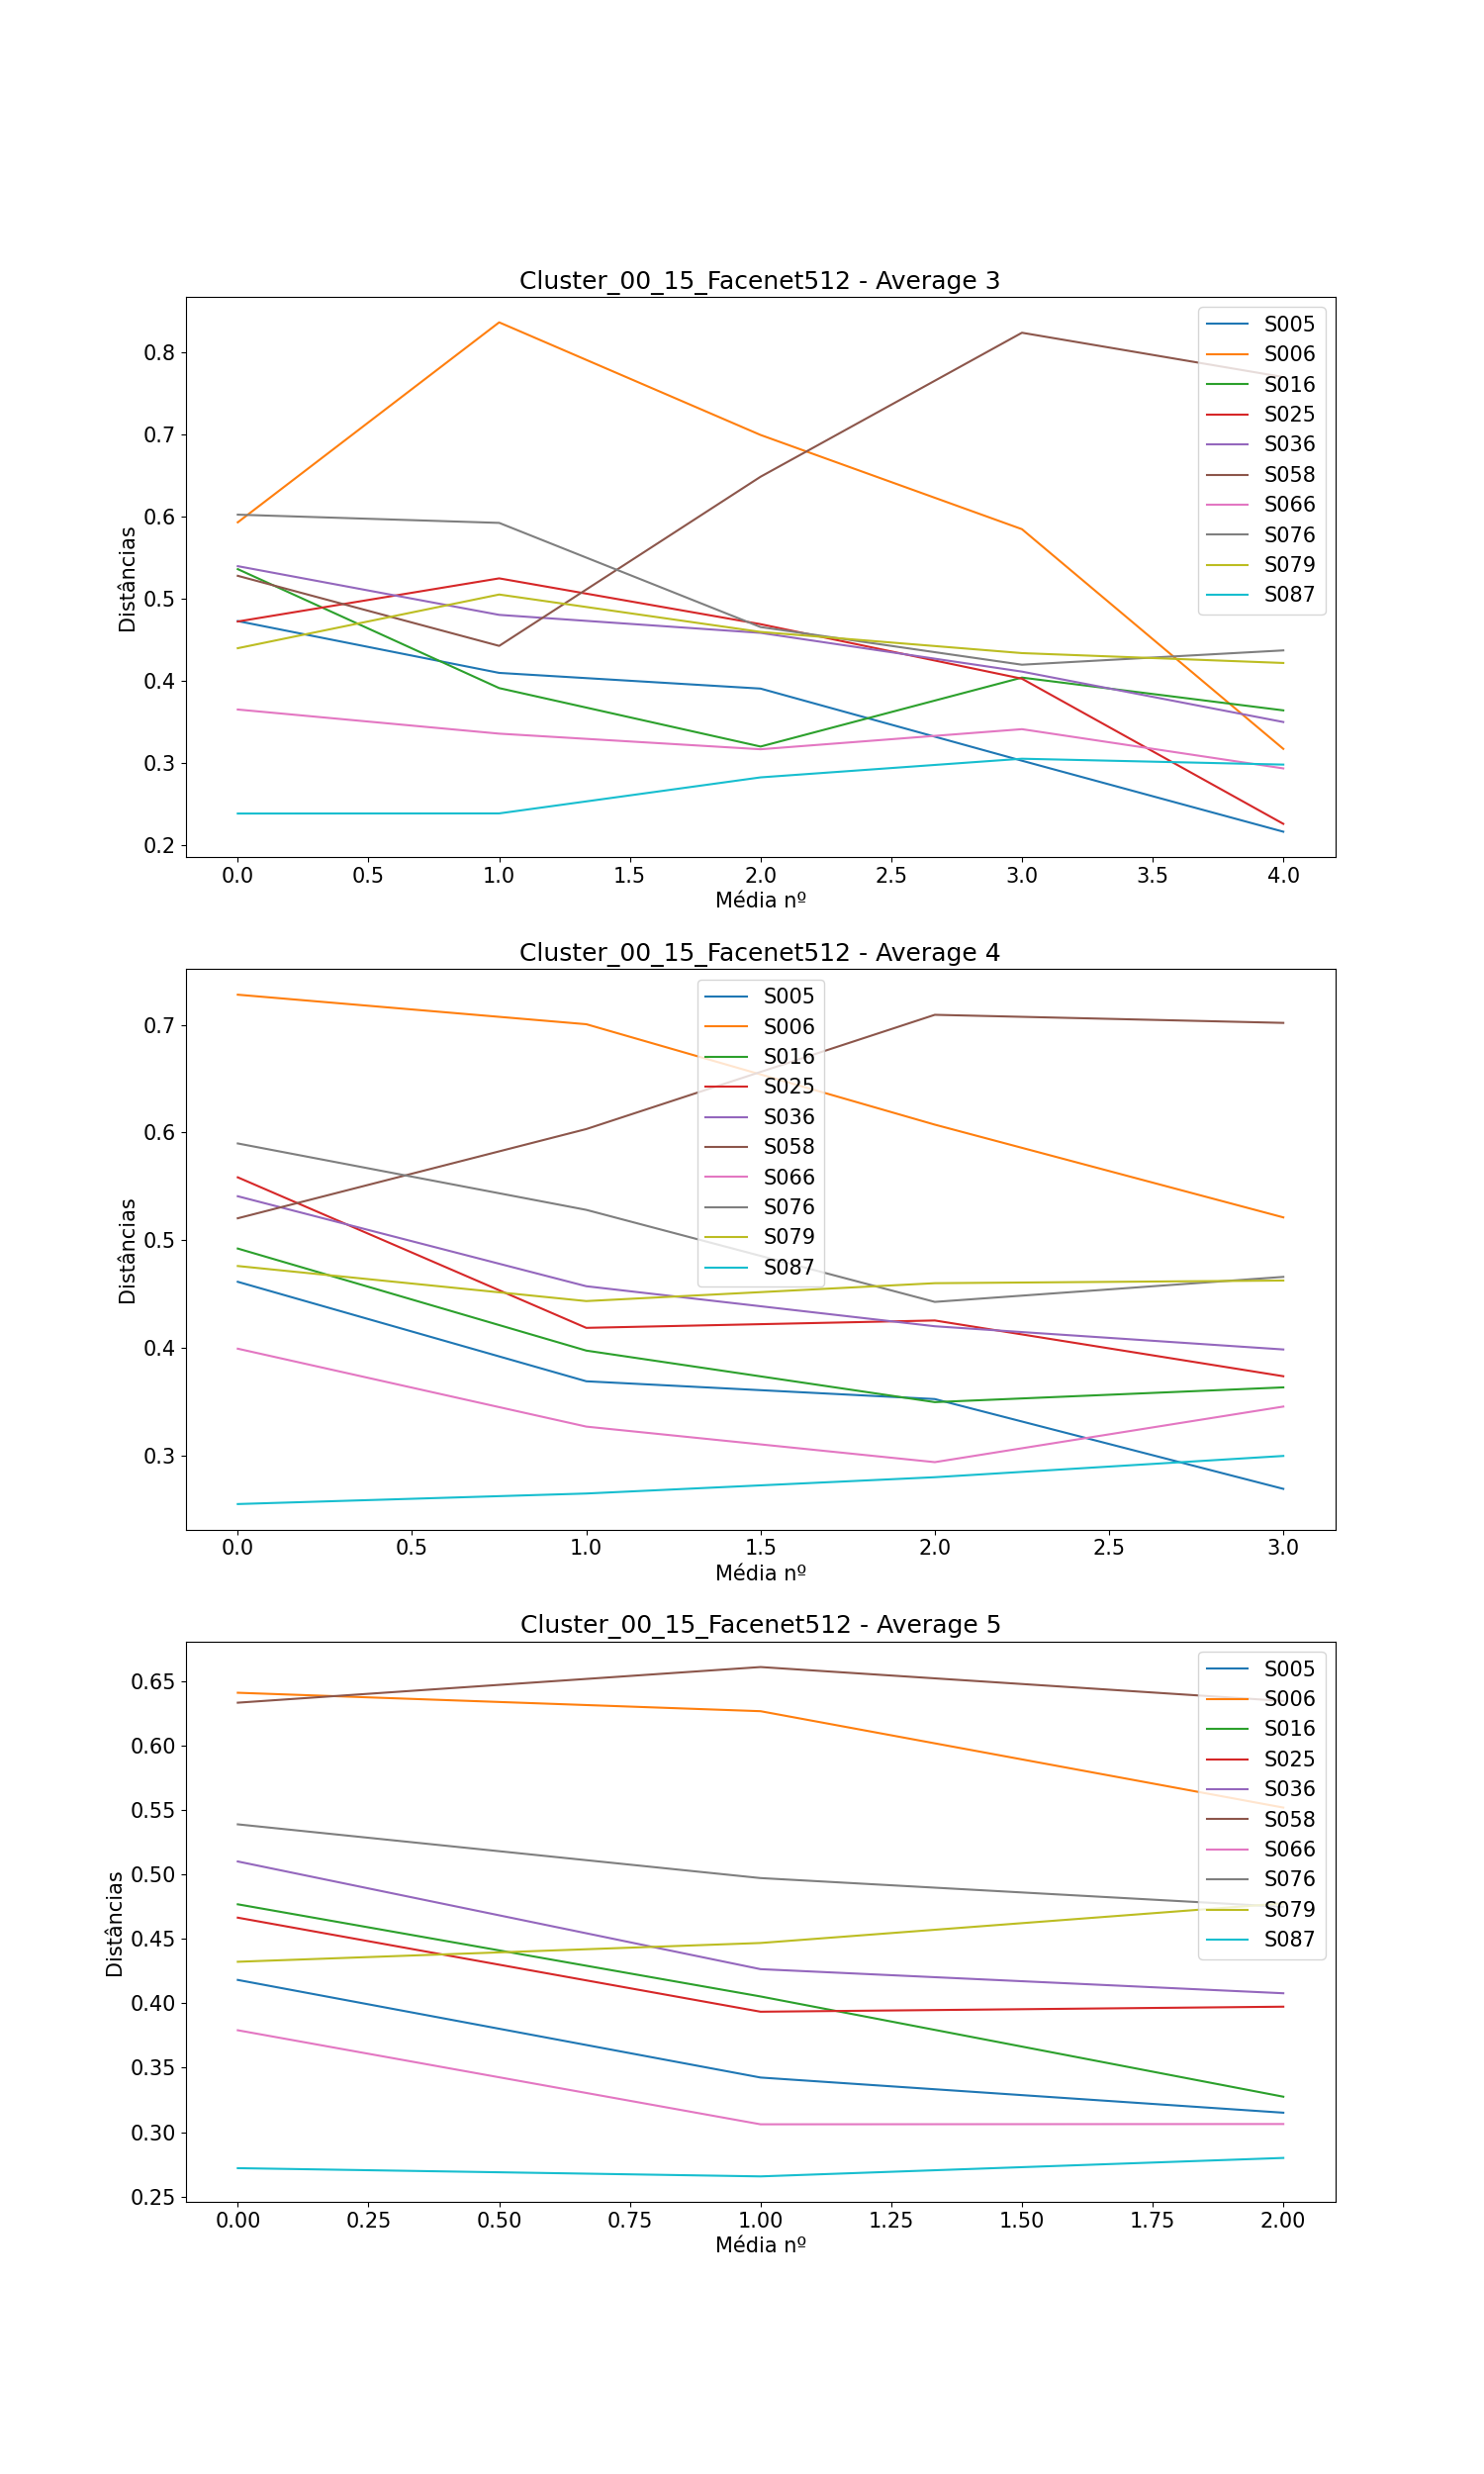 Cluster_00_15_Facenet512 - Average 3
Distâncias
0.8
0.7
0.6
0.5
0.4
0.3
0.2
S005
S006
S016
S025
S036
S058
S066
S076
S079
S087
0.0 0.5 1.0 1.5 2.0 2.5 3.0 3.5 4.0
Média nº
Cluster_00_15_Facenet512 - Average 4
Distâncias
0.7
0.6
0.5
0.4
0.3
S005
S006
S016
S025
S036
S058
S066
S076
S079
S087
0.0 0.5 1.0 1.5 2.0 2.5 3.0
Média nº
Cluster_00_15_Facenet512 - Average 5
Distâncias
0.65
0.60
0.55
0.50
0.45
0.40
0.35
0.30
0.25
S005
S006
S016
S025
S036
S058
S066
S076
S079
S087
0.00 0.25 0.50 0.75 1.00 1.25 1.50 1.75 2.00
Média nº